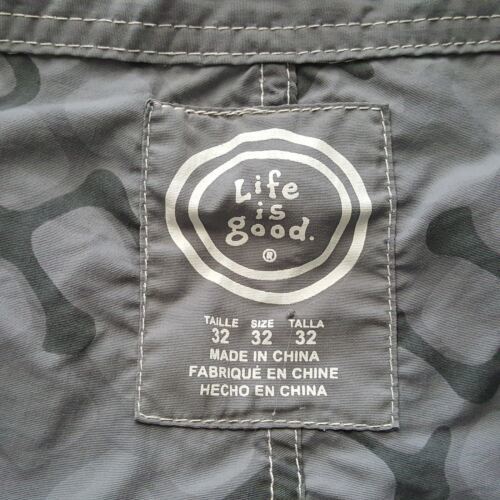 Life
is
good.
®
TAILLE SIZE TALLA
32 32 32
MADE IN CHINA
FABRIQUÉ EN CHINE
HECHO EN CHINA